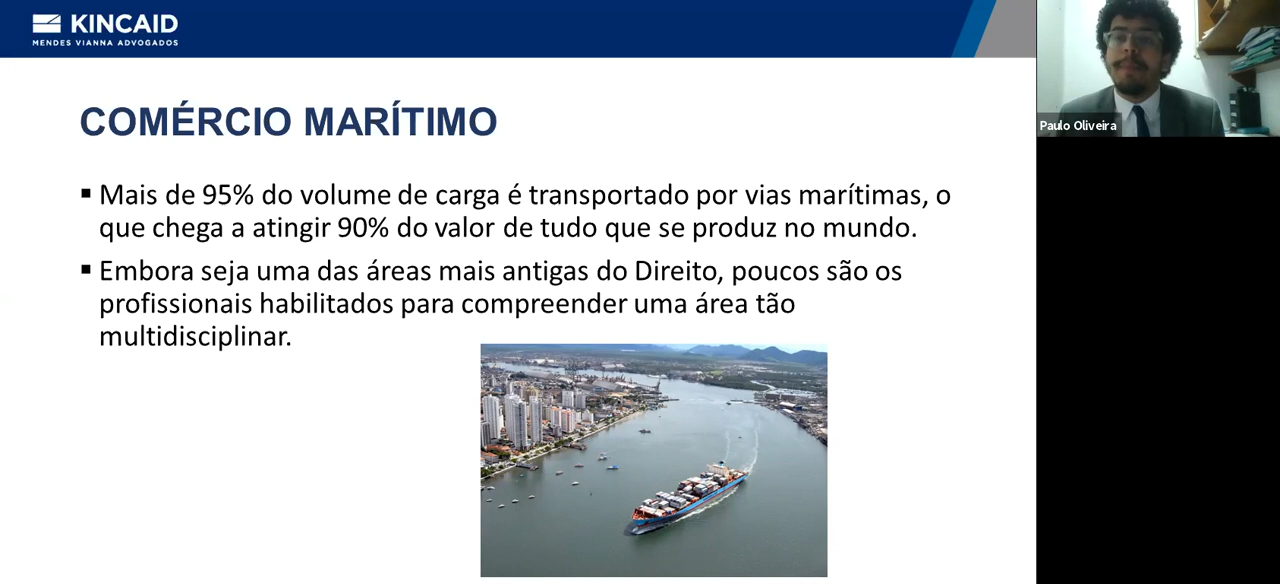 KINCAID
MENDES VIANNA ADVOGADOS
COMÉRCIO MARÍTIMO
▪ Mais de 95% do volume de carga é transportado por vias marítimas, o
que chega a atingir 90% do valor de tudo que se produz no mundo.
▪ Embora seja uma das áreas mais antigas do Direito, poucos são os
profissionais habilitados para compreender uma área tão
multidisciplinar.
Paulo Oliveira